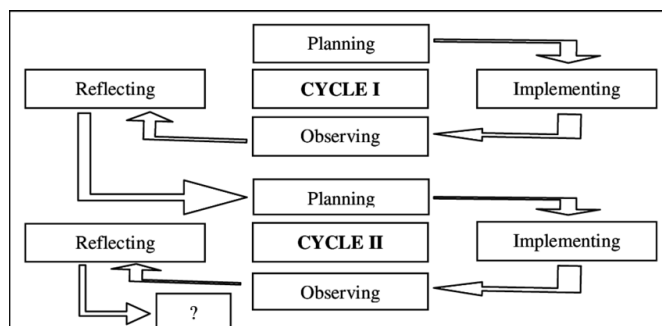 Planning
Reflecting
CYCLE I
Implementing
Observing
Planning
Reflecting
CYCLE II
Implementing
Observing
?